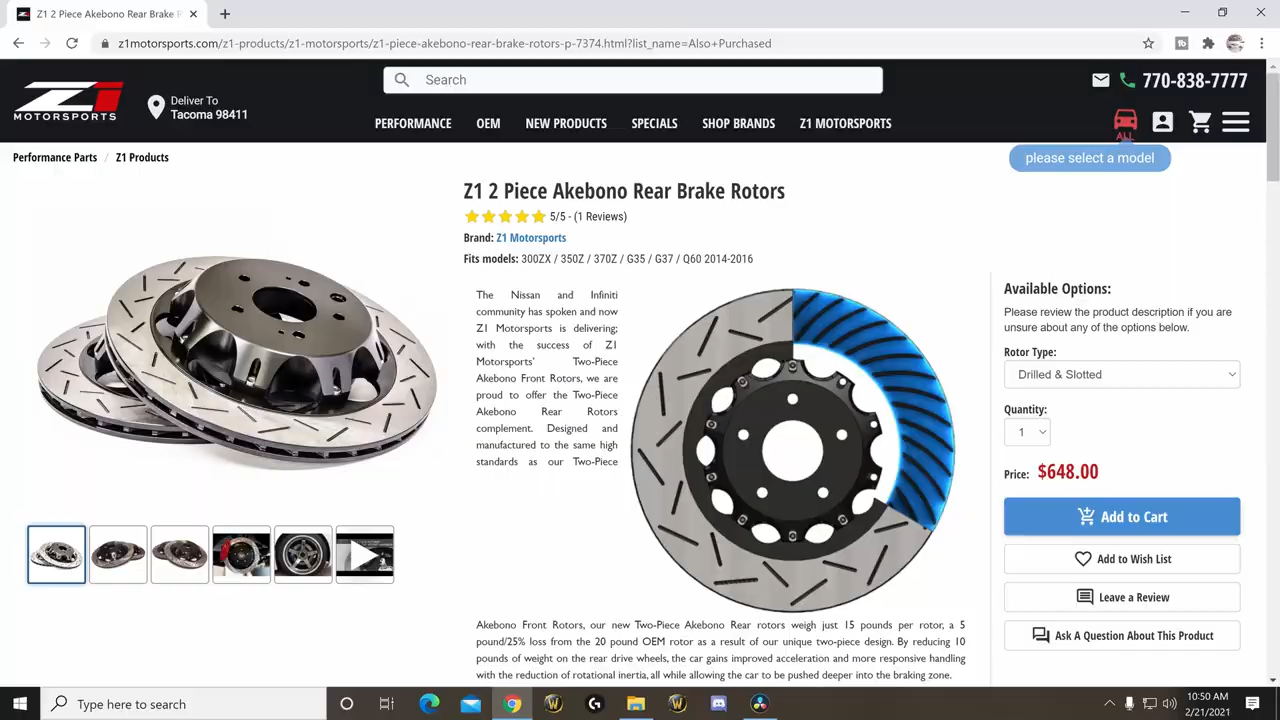 Z1 2 Piece Akebono Rear Brake R
z1motorsports.com/z1-products/z1-motorsports/z1-piece-akebono-rear-brake-rotors-p-7374.html?list_name=Also+Purchased
Z1
MOTORSPORTS
Deliver To
Tacoma 98411
Search
770-838-7777
PERFORMANCE OEM NEW PRODUCTS SPECIALS SHOP BRANDS Z1 MOTORSPORTS
ALL
please select a model
Performance Parts / Z1 Products
Z1 2 Piece Akebono Rear Brake Rotors
5/5 - (1 Reviews)
Brand: Z1 Motorsports
Fits models: 300ZX / 350Z / 370Z / G35 / G37 / Q60 2014-2016
The Nissan and Infiniti
community has spoken and now
Z1 Motorsports is delivering;
with the success of Z1
Motorsports' Two-Piece
Akebono Front Rotors, we are
proud to offer the Two-Piece
Akebono Rear Rotors
complement. Designed and
manufactured to the same high
standards as our Two-Piece
Akebono Front Rotors, our new Two-Piece Akebono Rear rotors weigh just 15 pounds per rotor, a 5
pound/25% loss from the 20 pound OEM rotor as a result of our unique two-piece design. By reducing 10
pounds of weight on the rear drive wheels, the car gains improved acceleration and more responsive handling
with the reduction of rotational inertia, all while allowing the car to be pushed deeper into the braking zone.
Available Options:
Please review the product description if you are
unsure about any of the options below.
Rotor Type:
Drilled & Slotted
Quantity:
1
Price: $648.00
Add to Cart
Add to Wish List
Leave a Review
Ask A Question About This Product
Type here to search
10:50 AM
2/21/2021